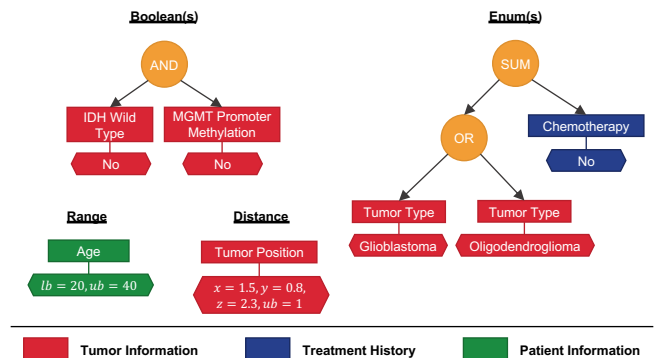 Boolean(s)
Enum(s)
AND
SUM
IDH Wild
Type
MGMT Promoter
Methylation
Chemotherapy
OR
No
No
No
Tumor Type
Tumor Type
Glioblastoma
Oligodendroglioma
Range
Distance
Age
Tumor Position
lb = 20, ub = 40
x = 1.5, y = 0.8,
z = 2.3, ub = 1
Tumor Information
Treatment History
Patient Information